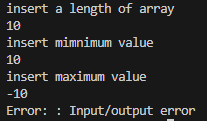 insert a length of array
10
insert mimnimum value
10
insert maximum value
-10
Error: : Input/output error